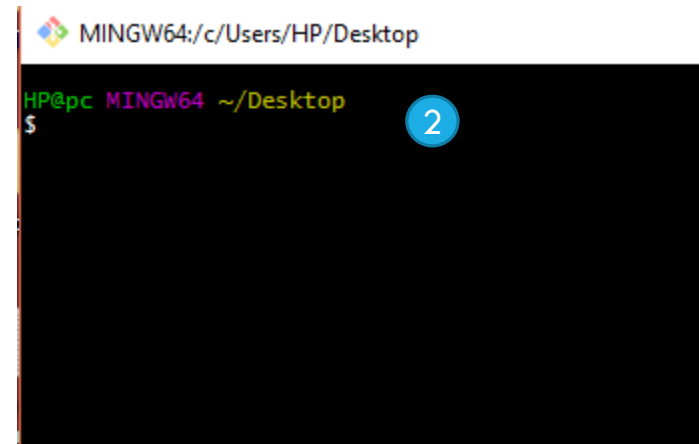 MINGW64:/c/Users/HP/Desktop
HP@pc MINGW64 ~/Desktop
2
$